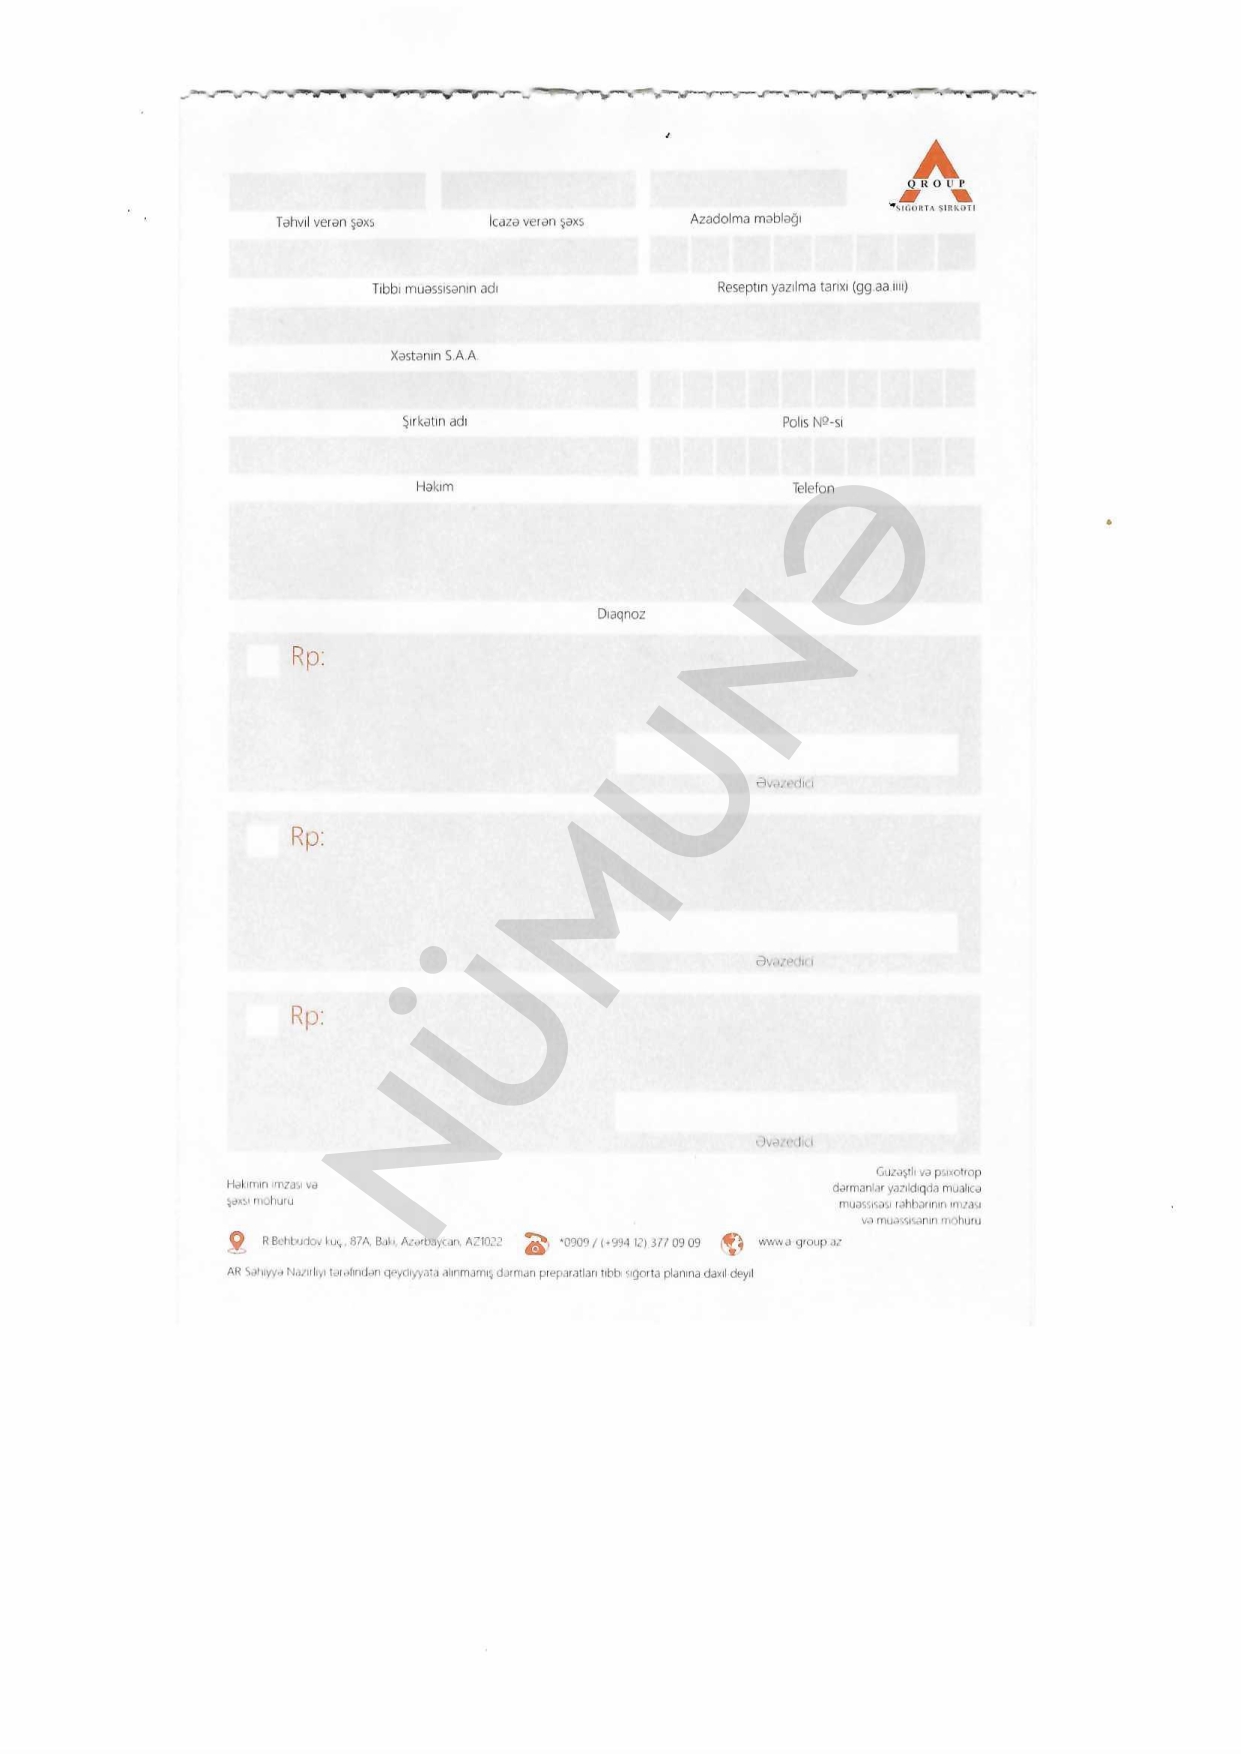 A
QROUP
SIĞORTA ŞİRKƏTİ
Təhvil verən şəxs İcazə verən şəxs Azadolma məbləği
Tibbi müəssisənin adı Reseptin yazılma tarixi (gg.aa.iiii)
Xəstənin S.A.A.
Şirkətin adı Polis №-si
Həkim Telefon
Diaqnoz
Rp:
Əvəzedici
Rp:
Əvəzedici
Rp:
Əvəzedici
NÜMUNƏ
Həkimin imzası və
şəxsi möhürü
Güzəştli və psixotrop
dərmanlar yazıldıqda müalicə
müəssisəsi rəhbərinin imzası
və müəssisənin möhürü
R.Behbudov küç., 87A, Bakı, Azərbaycan, AZ1022 *0909 / (+994 12) 377 09 09 www.a-group.az
AR Səhiyyə Nazirliyi tərəfindən qeydiyyata alınmamış dərman preparatları tibbi sığorta planına daxil deyil